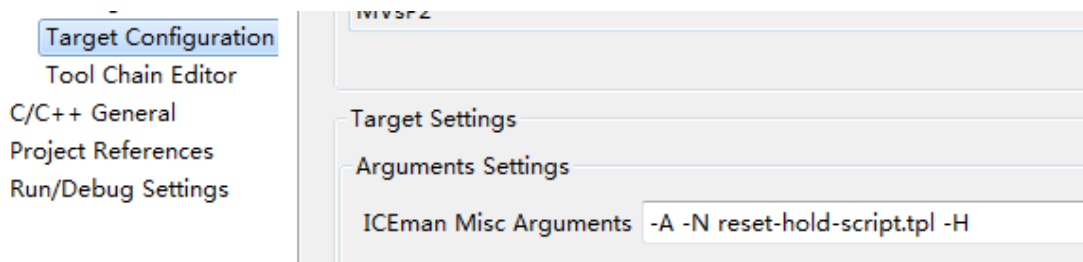 Target Configuration
Tool Chain Editor
C/C++ General
Project References
Run/Debug Settings
MVsP2
Target Settings
Arguments Settings
ICEman Misc Arguments -A -N reset-hold-script.tpl -H